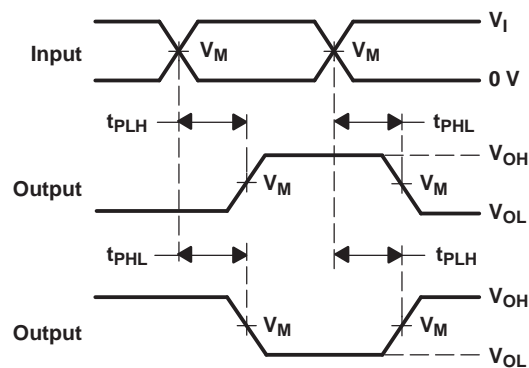 V_I
Input
V_M
V_M
0 V
t_PLH
t_PHL
V_OH
Output
V_M
V_M
V_OL
t_PHL
t_PLH
V_OH
Output
V_M
V_M
V_OL